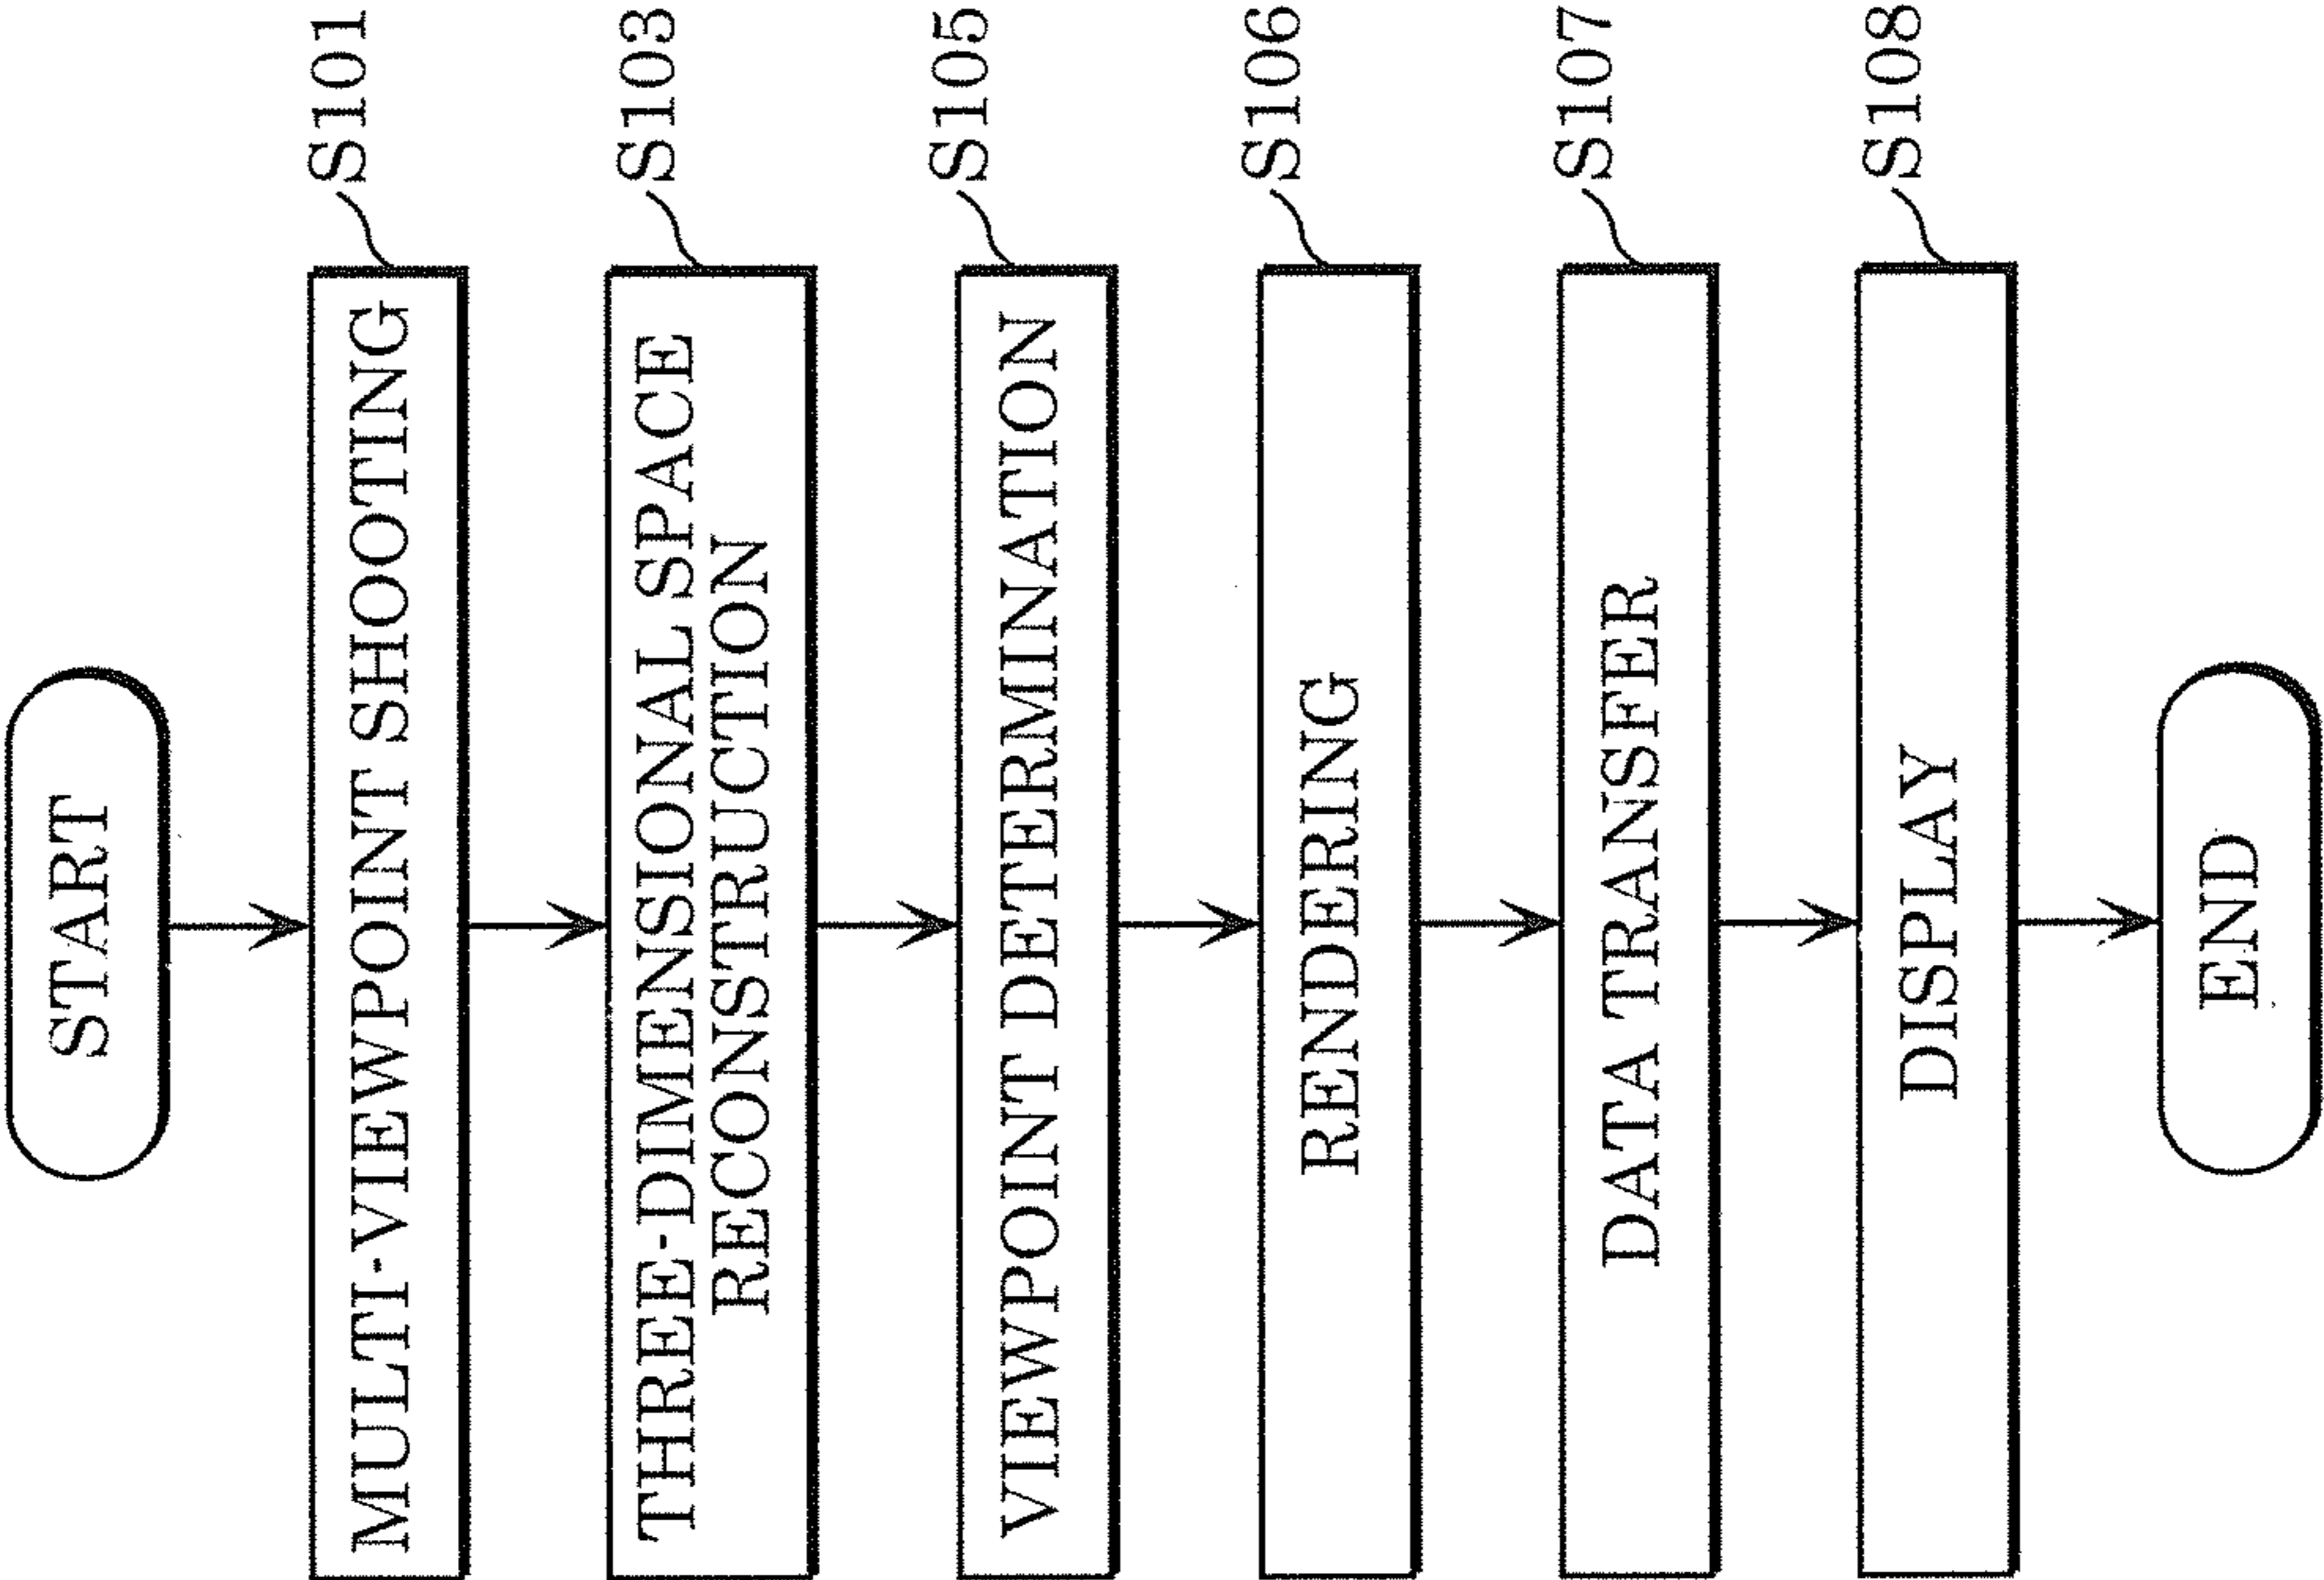 START
MULTI-VIEWPOINT SHOOTING
S101
THREE-DIMENSIONAL SPACE
RECONSTRUCTION
S103
VIEWPOINT DETERMINATION
S105
RENDERING
S106
DATA TRANSFER
S107
DISPLAY
S108
END